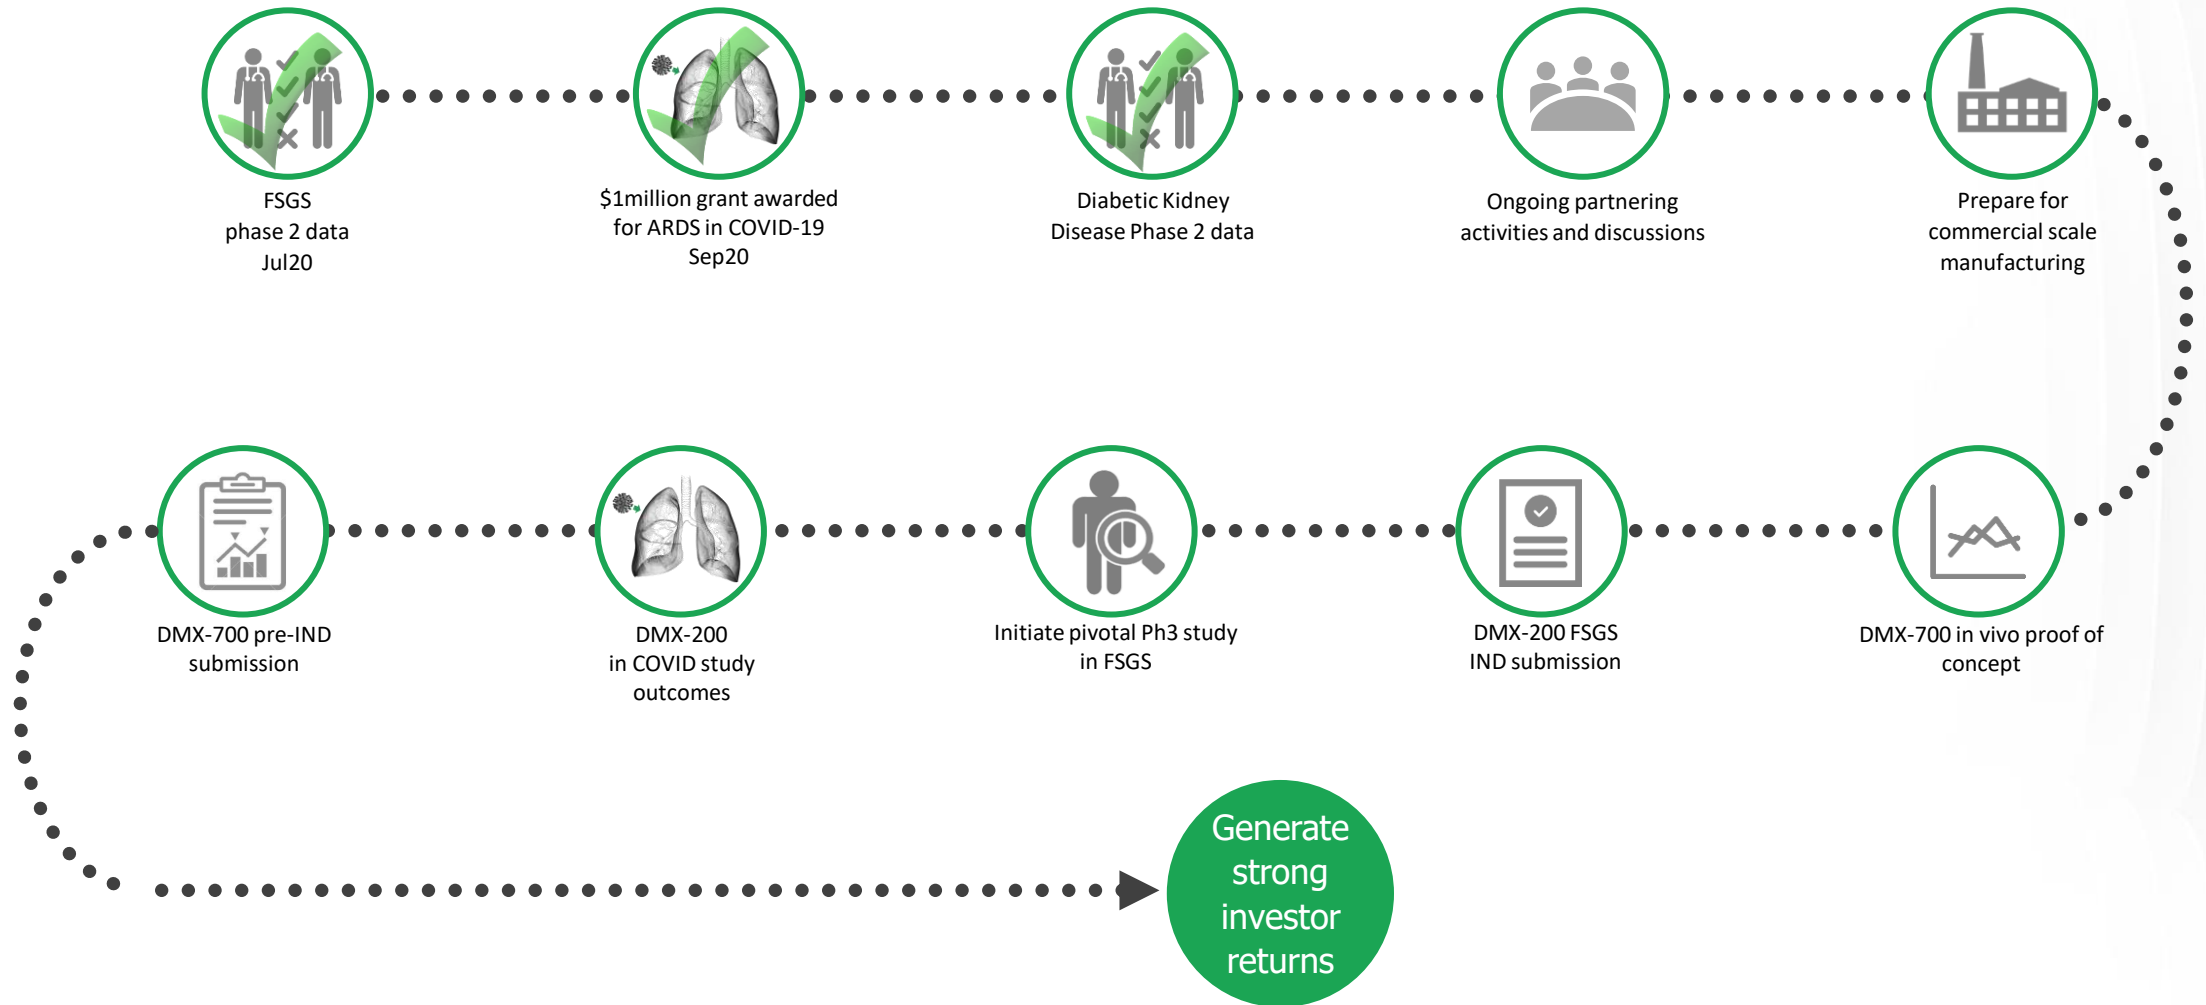 FSGS
phase 2 data
Jul20
$1million grant awarded
for ARDS in COVID-19
Sep20
Diabetic Kidney
Disease Phase 2 data
Ongoing partnering
activities and discussions
Prepare for
commercial scale
manufacturing
DMX-700 pre-IND
submission
DMX-200
in COVID study
outcomes
Initiate pivotal Ph3 study
in FSGS
DMX-200 FSGS
IND submission
DMX-700 in vivo proof of
concept
Generate
strong
investor
returns